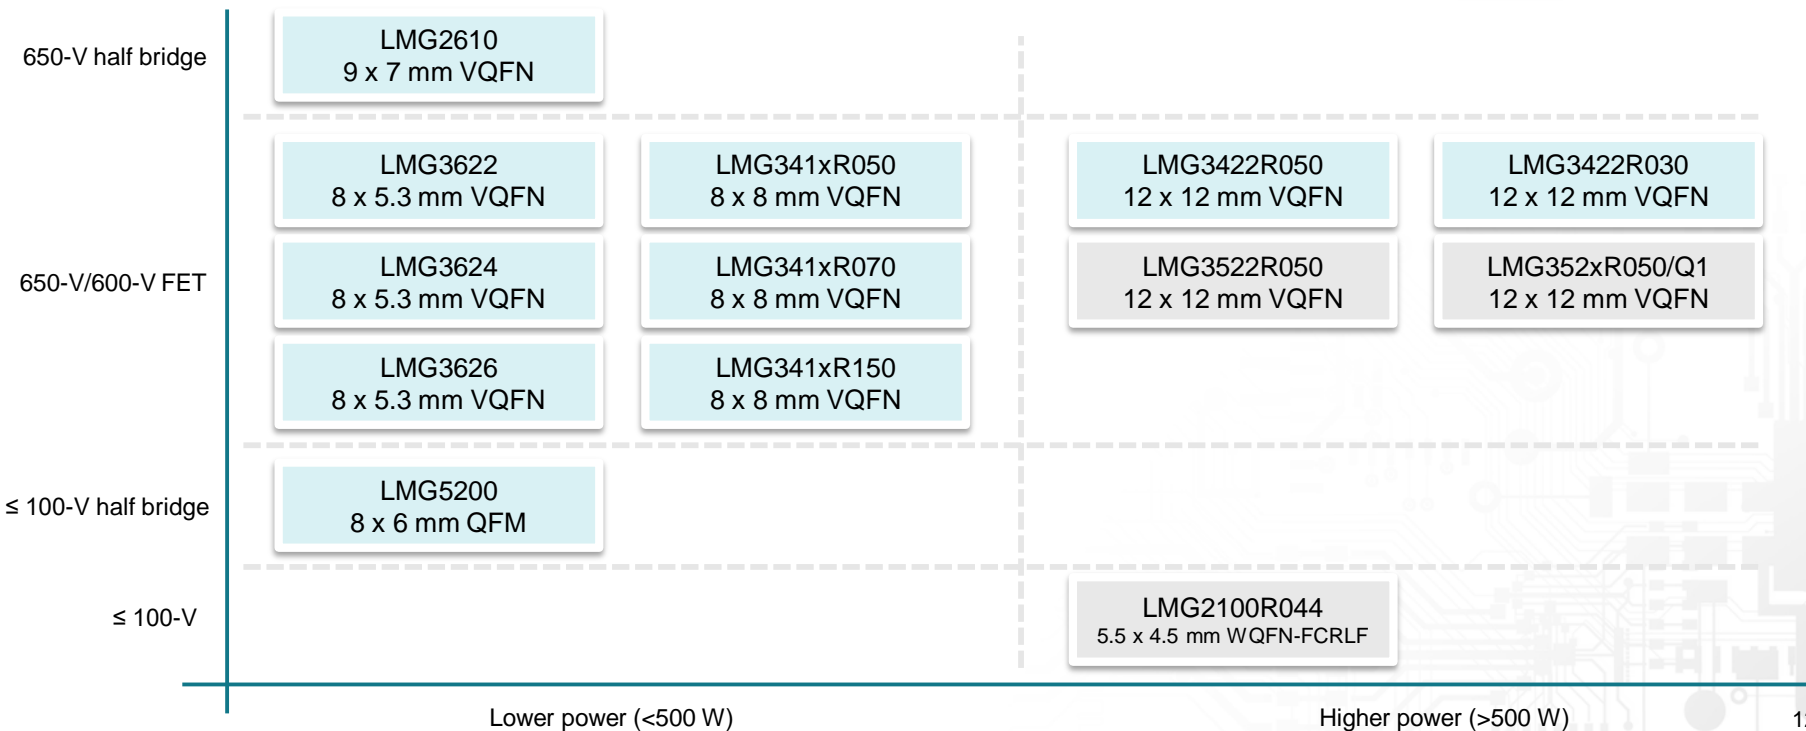 650-V half bridge
LMG2610
9 x 7 mm VQFN
LMG3622
8 x 5.3 mm VQFN
LMG341xR050
8 x 8 mm VQFN
LMG3422R050
12 x 12 mm VQFN
LMG3422R030
12 x 12 mm VQFN
650-V/600-V FET
LMG3624
8 x 5.3 mm VQFN
LMG341xR070
8 x 8 mm VQFN
LMG3522R050
12 x 12 mm VQFN
LMG352xR050/Q1
12 x 12 mm VQFN
LMG3626
8 x 5.3 mm VQFN
LMG341xR150
8 x 8 mm VQFN
≤ 100-V half bridge
LMG5200
8 x 6 mm QFM
≤ 100-V
LMG2100R044
5.5 x 4.5 mm WQFN-FCRLF
Lower power (<500 W)
Higher power (>500 W)